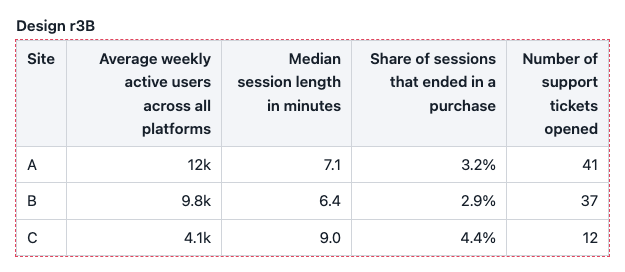 Design r3B
Site
Average weekly
active users
across all
platforms
Median
session length
in minutes
Share of sessions
that ended in a
purchase
Number of
support
tickets
opened
A 12k 7.1 3.2% 41
B 9.8k 6.4 2.9% 37
C 4.1k 9.0 4.4% 12